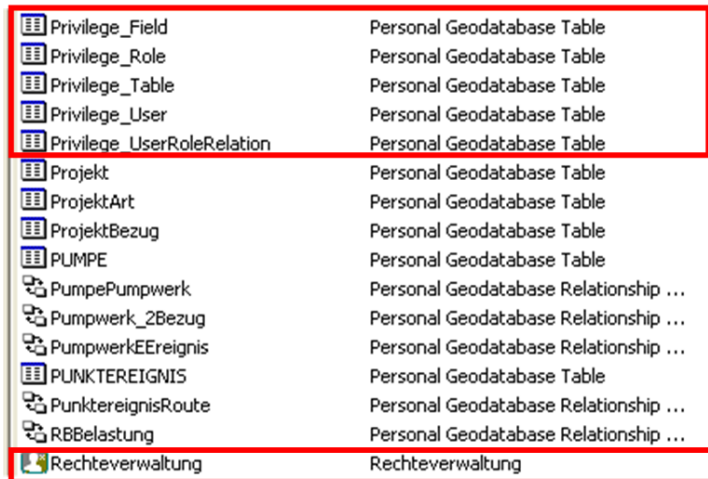 Privilege_Field Personal Geodatabase Table
Privilege_Role Personal Geodatabase Table
Privilege_Table Personal Geodatabase Table
Privilege_User Personal Geodatabase Table
Privilege_UserRoleRelation Personal Geodatabase Table
Projekt Personal Geodatabase Table
ProjektArt Personal Geodatabase Table
ProjektBezug Personal Geodatabase Table
PUMPE Personal Geodatabase Table
PumpePumpwerk Personal Geodatabase Relationship ...
Pumpwerk_2Bezug Personal Geodatabase Relationship ...
PumpwerkEEreignis Personal Geodatabase Relationship ...
PUNKTEREIGNIS Personal Geodatabase Table
PunktereignisRoute Personal Geodatabase Relationship ...
RBBelastung Personal Geodatabase Relationship ...
Rechteverwaltung Rechteverwaltung